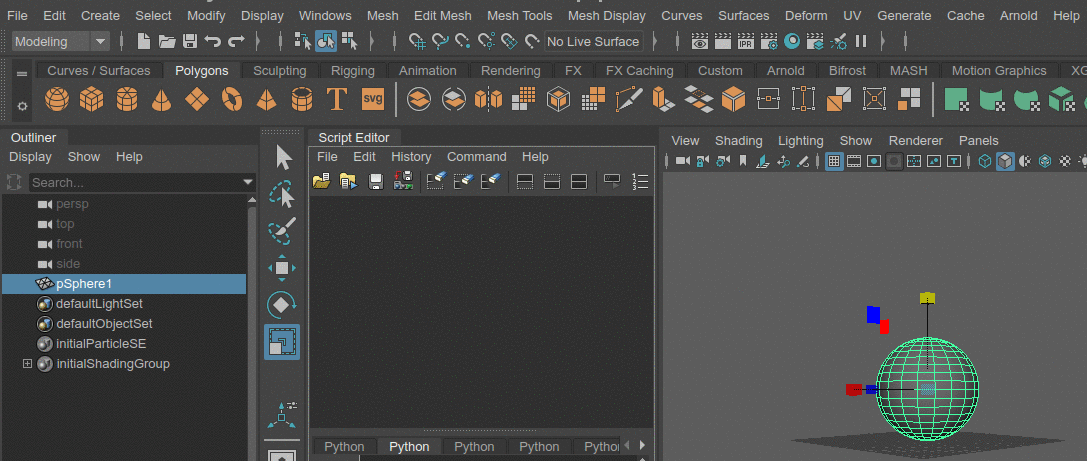 File Edit Create Select Modify Display Windows Mesh Edit Mesh Mesh Tools Mesh Display Curves Surfaces Deform UV Generate Cache Arnold Help
Modeling No Live Surface IPR
Curves / Surfaces Polygons Sculpting Rigging Animation Rendering FX FX Caching Custom Arnold Bifrost MASH Motion Graphics XG
T SVG
Outliner
Display Show Help
Search...
persp
top
front
side
pSphere1
defaultLightSet
defaultObjectSet
initialParticleSE
initialShadingGroup
Script Editor
File Edit History Command Help
Python Python Python Python Pytho
View Shading Lighting Show Renderer Panels